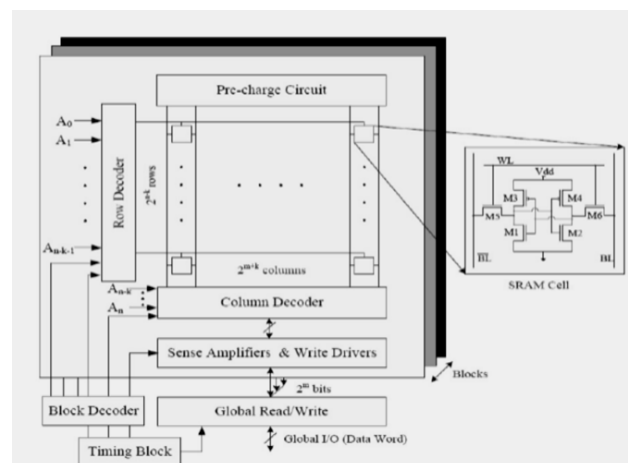 Pre-charge Circuit
A₀
A₁
Row Decoder
2ⁿ⁻ᵏ rows
Aₙ₋ₖ₋₁
2ᵐ⁺ᵏ columns
Aₙ₋ₖ
Aₙ
Column Decoder
Sense Amplifiers & Write Drivers
Blocks
2ᵐ bits
Block Decoder
Global Read/Write
Timing Block
Global I/O (Data Word)
WL
Vdd
M3
M4
M5
M6
M1
M2
BL
BL
SRAM Cell